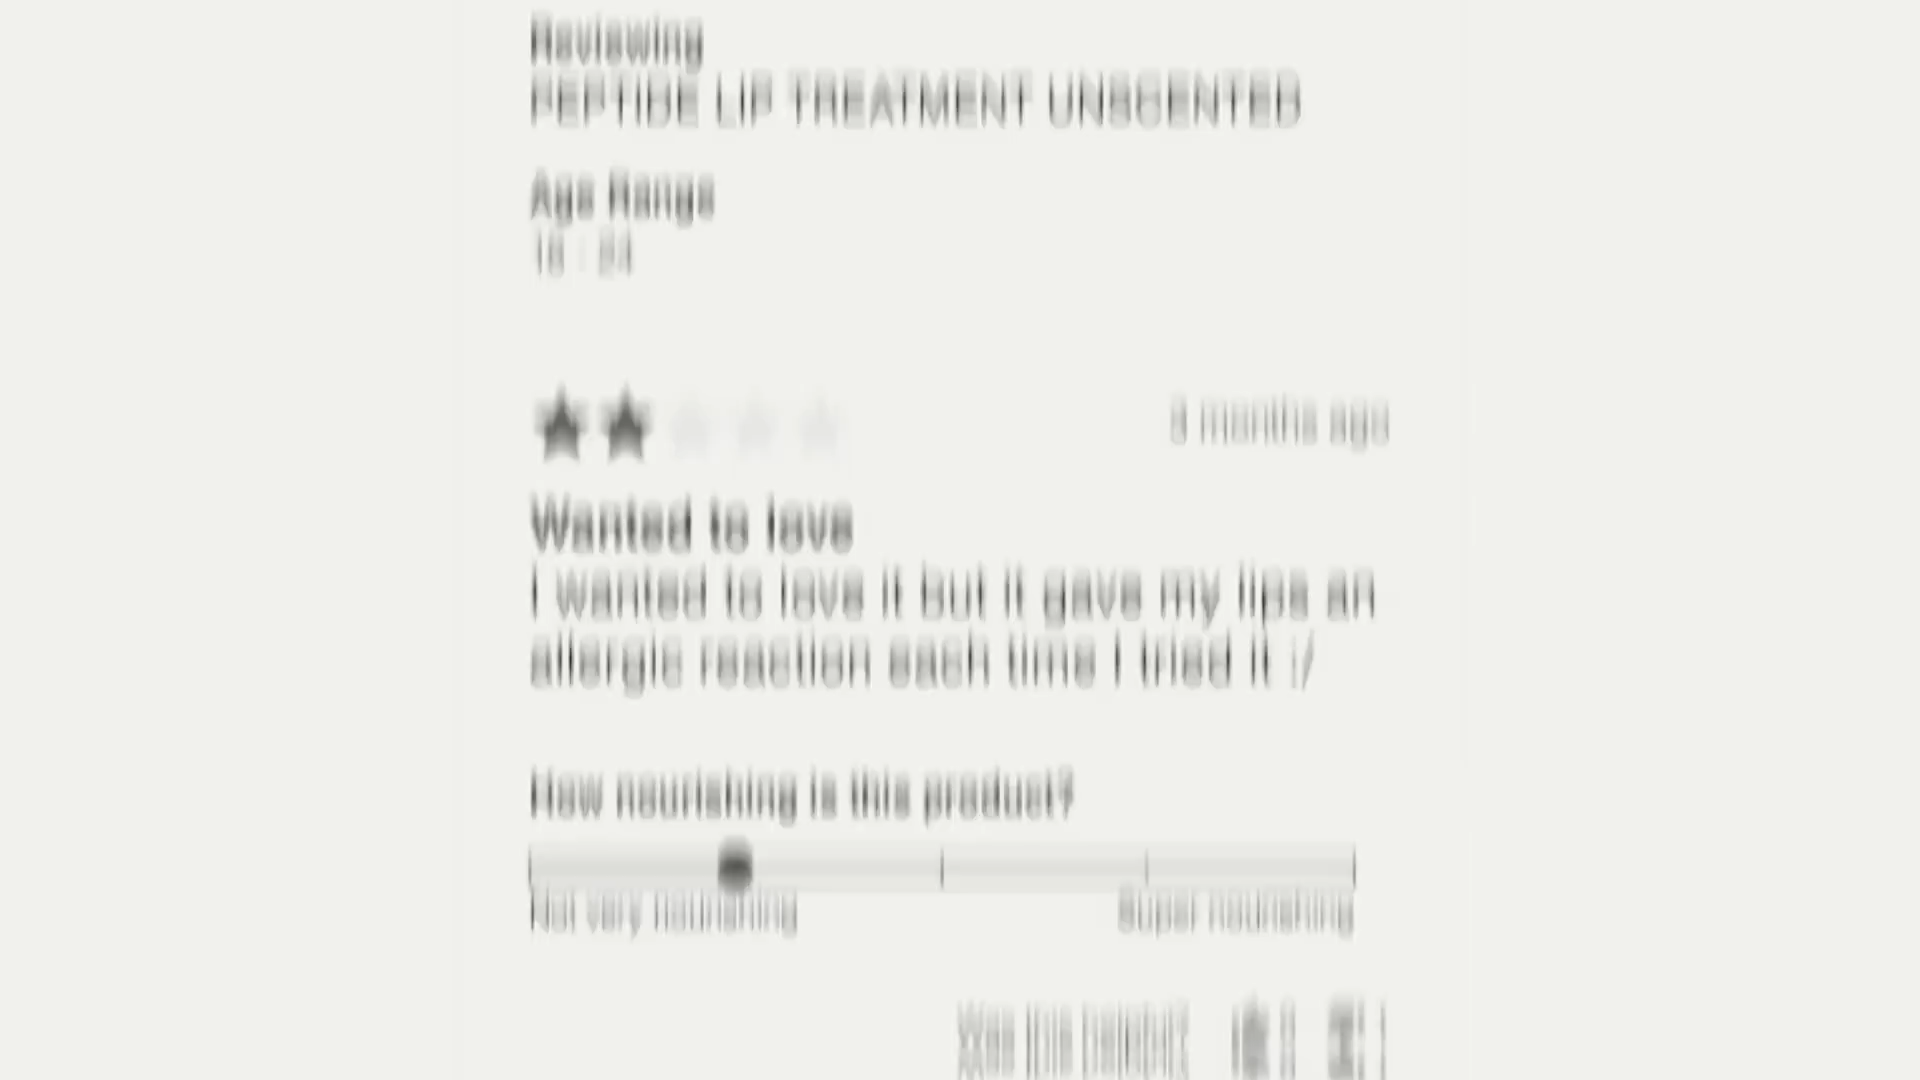 Reviewing
PEPTIDE LIP TREATMENT UNSCENTED
Age Range
18 - 24
months ago
Wanted to love
I wanted to love it but it gave my lips an
allergic reaction each time I tried it :/
How nourishing is this product?
Not very nourishing
Super nourishing
Was this helpful?